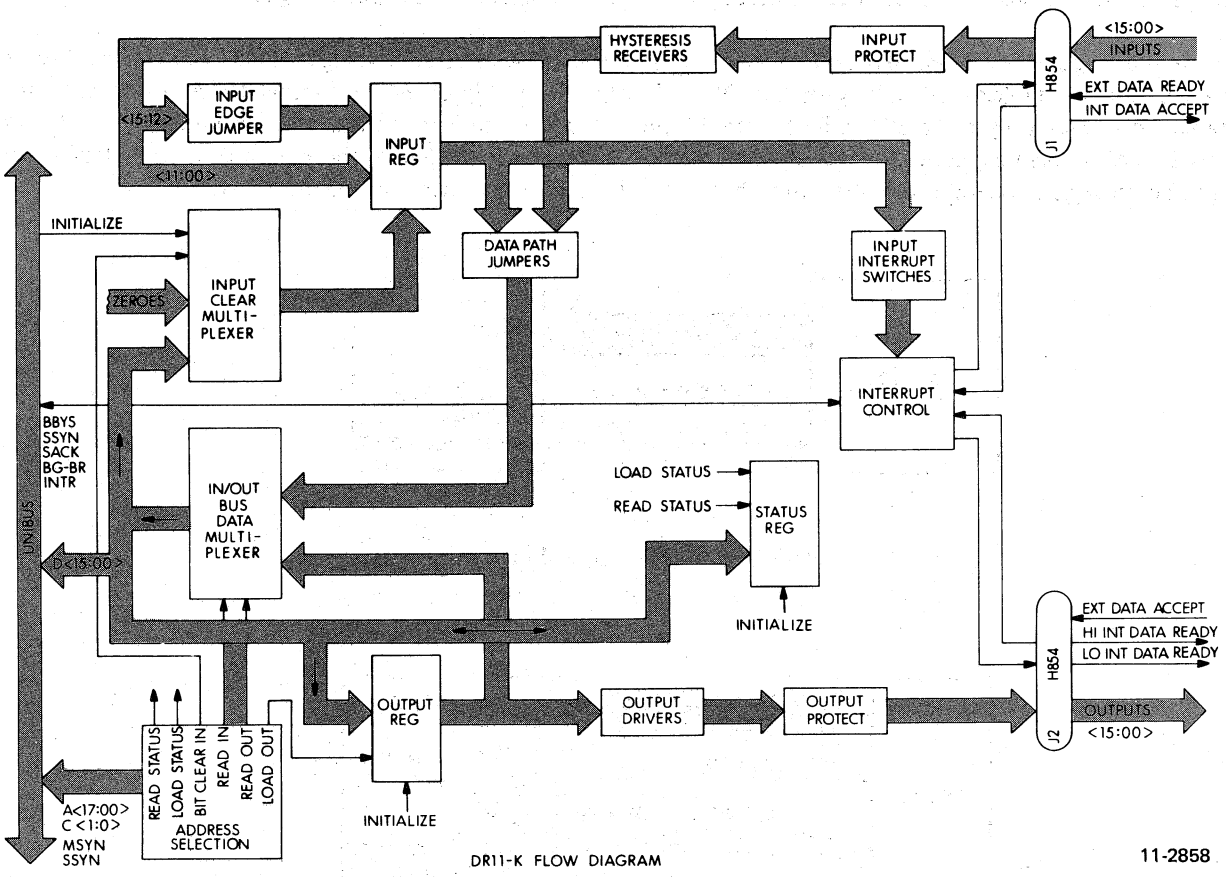 <15:00>
INPUTS
EXT DATA READY
INT DATA ACCEPT
H854
J1
INPUT
PROTECT
HYSTERESIS
RECEIVERS
<15:12>
INPUT
EDGE
JUMPER
INPUT
REG
<11:00>
INITIALIZE
ZEROES
INPUT
CLEAR
MULTI-
PLEXER
DATA PATH
JUMPERS
INPUT
INTERRUPT
SWITCHES
INTERRUPT
CONTROL
BBYS
SSYN
SACK
BG-BR
INTR
UNIBUS
D<15:00>
IN/OUT
BUS
DATA
MULTI-
PLEXER
LOAD STATUS
READ STATUS
STATUS
REG
INITIALIZE
EXT DATA ACCEPT
HI INT DATA READY
LO INT DATA READY
H854
J2
OUTPUTS
<15:00>
OUTPUT
REG
INITIALIZE
OUTPUT
DRIVERS
OUTPUT
PROTECT
READ STATUS
LOAD STATUS
BIT CLEAR IN
READ IN
READ OUT
LOAD OUT
ADDRESS
SELECTION
A<17:00>
C<1:0>
MSYN
SSYN
DR11-K FLOW DIAGRAM
11-2858